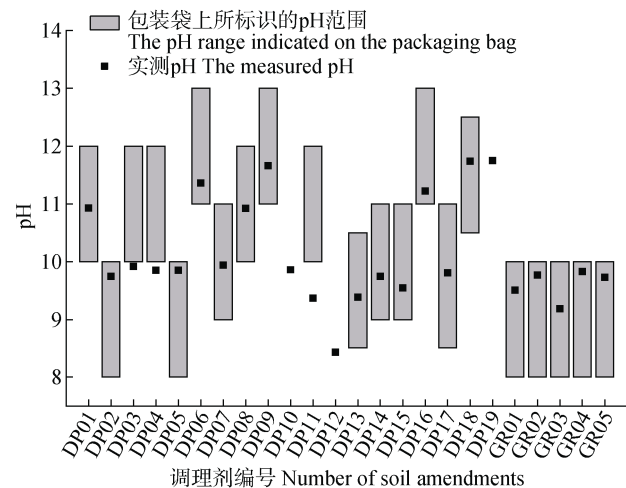 包装袋上所标识的pH范围
The pH range indicated on the packaging bag
实测pH The measured pH
pH
14
13
12
11
10
9
8
DP01 DP02 DP03 DP04 DP05 DP06 DP07 DP08 DP09 DP10 DP11 DP12 DP13 DP14 DP15 DP16 DP17 DP18 DP19 GR01 GR02 GR03 GR04 GR05
调理剂编号 Number of soil amendments